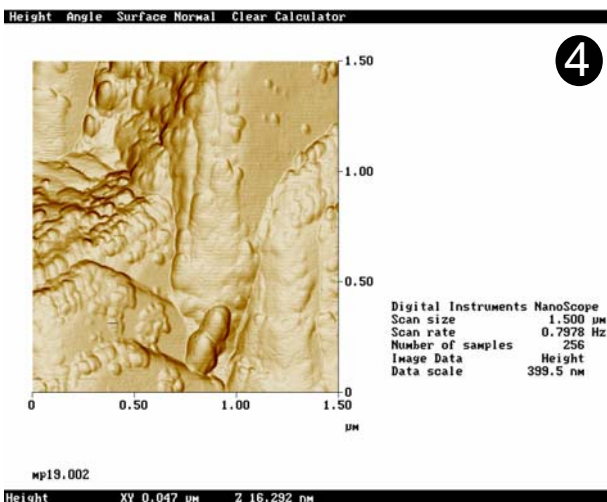 Height Angle Surface Normal Clear Calculator
4
1.50
1.00
0.50
0
0 0.50 1.00 1.50
µM
Digital Instruments NanoScope
Scan size 1.500 µm
Scan rate 0.7978 Hz
Number of samples 256
Image Data Height
Data scale 399.5 nm
mp19.002
Height XY 0.047 µm Z 16.292 nm